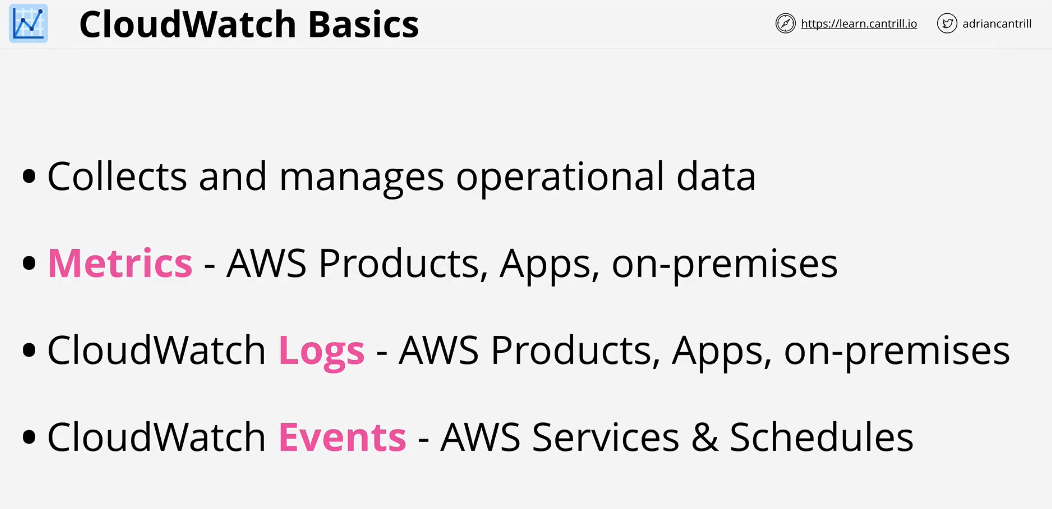 CloudWatch Basics
https://learn.cantrill.io
adriancantrill
• Collects and manages operational data
• Metrics - AWS Products, Apps, on-premises
• CloudWatch Logs - AWS Products, Apps, on-premises
• CloudWatch Events - AWS Services & Schedules